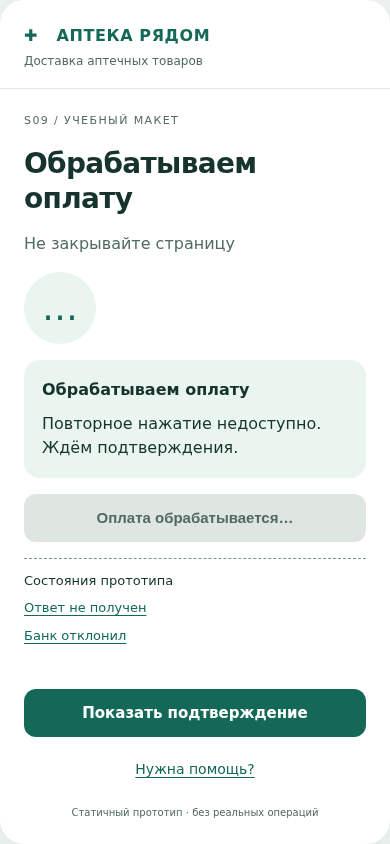 АПТЕКА РЯДОМ
Доставка аптечных товаров
S09 / УЧЕБНЫЙ МАКЕТ
Обрабатываем
оплату
Не закрывайте страницу
...
Обрабатываем оплату
Повторное нажатие недоступно.
Ждём подтверждения.
Оплата обрабатывается...
Состояния прототипа
Ответ не получен
Банк отклонил
Показать подтверждение
Нужна помощь?
Статичный прототип · без реальных операций